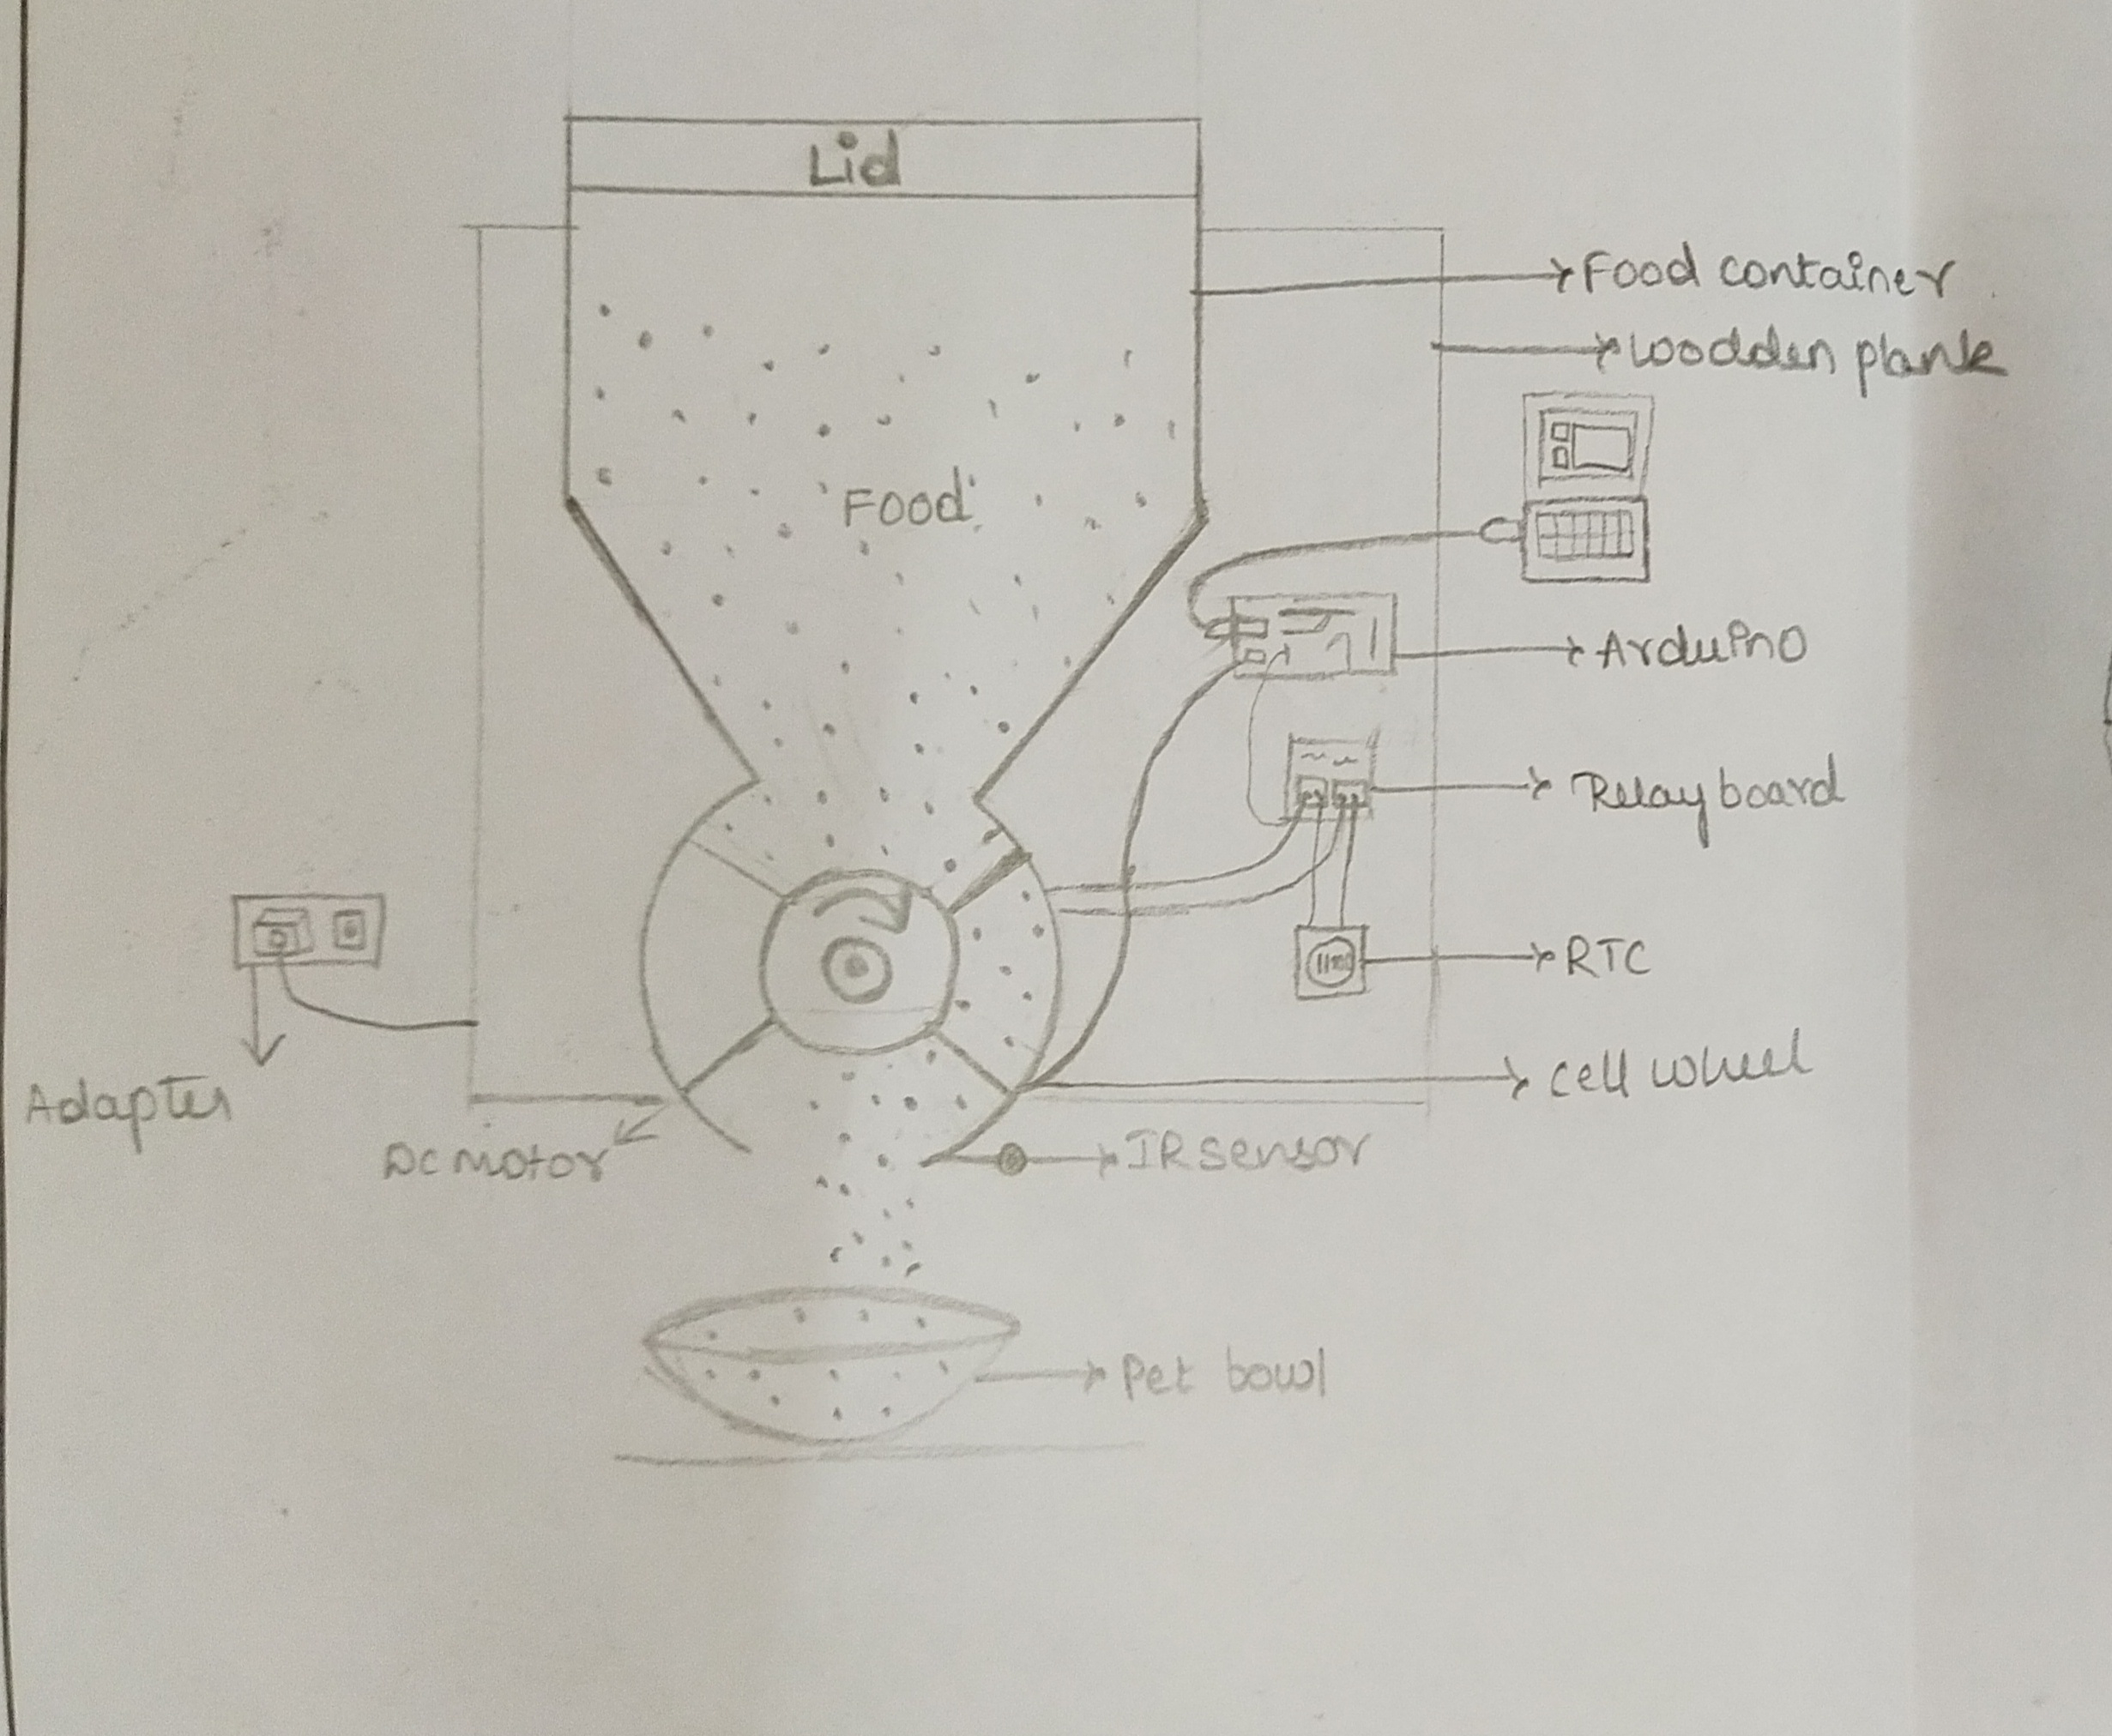 Lid
Food container
Woodden plank
Food
Arduino
Relay board
RTC
Cell wheel
Adapter
DC motor
IR sensor
Pet bowl